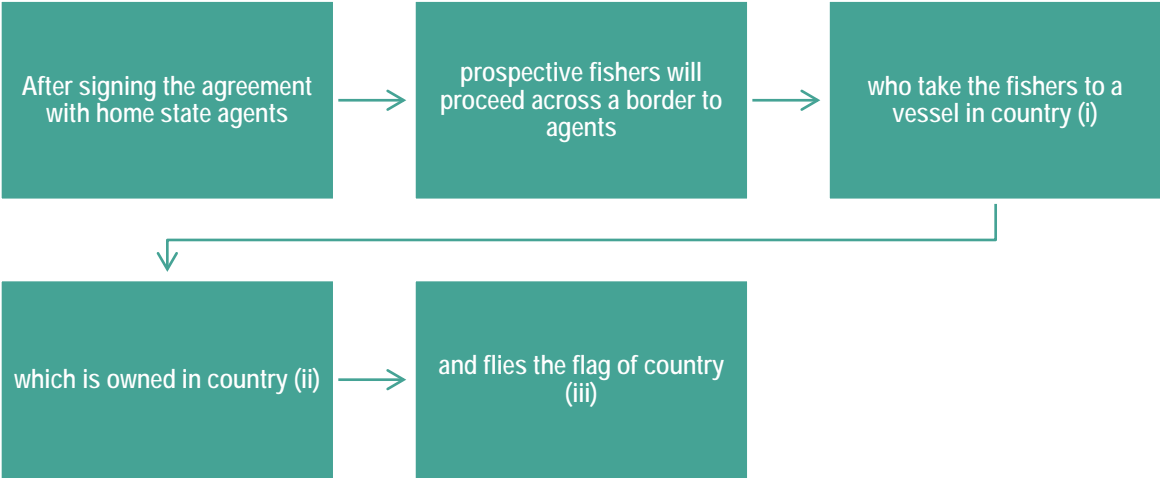 After signing the agreement
with home state agents
prospective fishers will
proceed across a border to
agents
who take the fishers to a
vessel in country (i)
which is owned in country (ii)
and flies the flag of country
(iii)